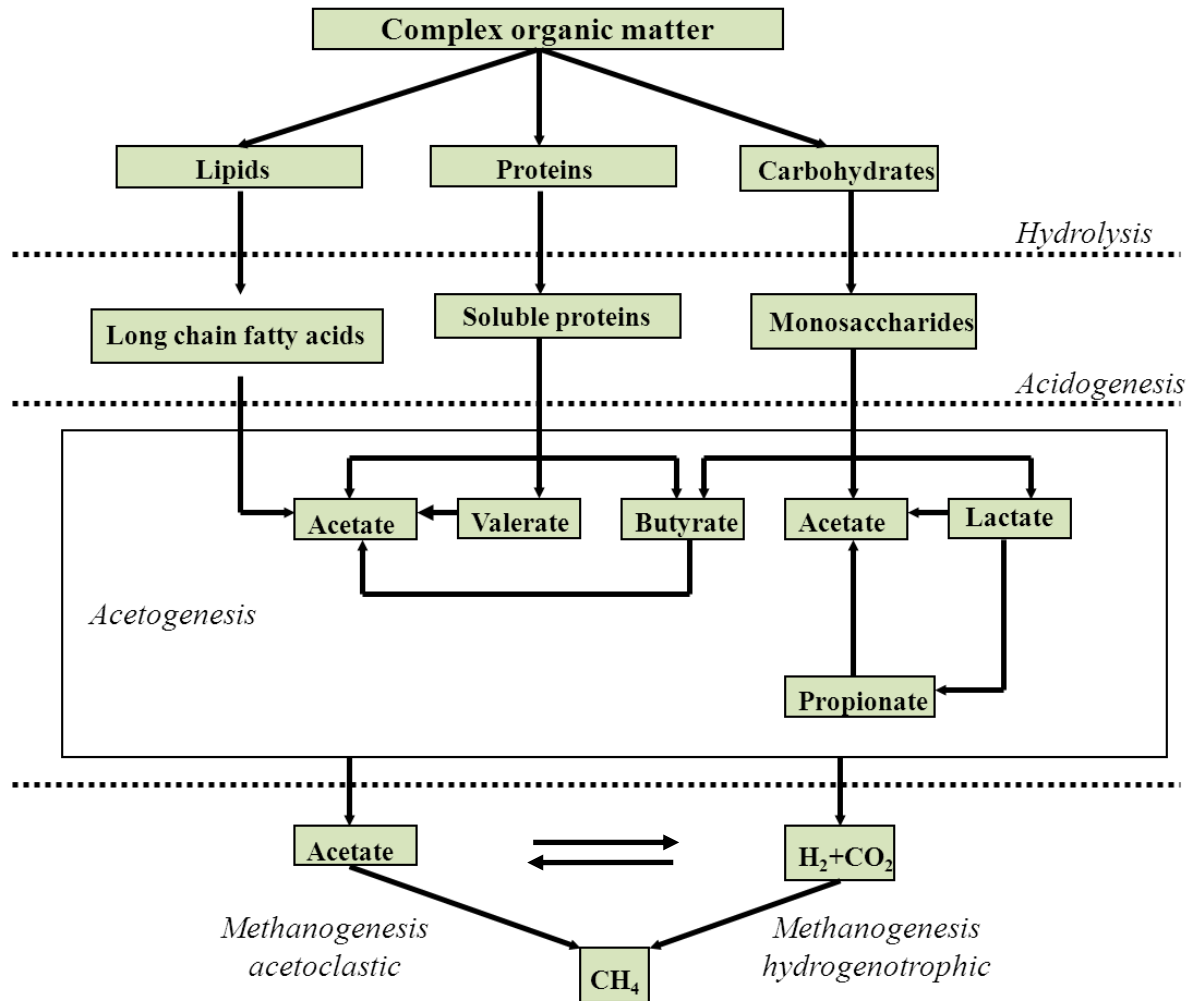 Complex organic matter
Lipids
Proteins
Carbohydrates
Hydrolysis
Long chain fatty acids
Soluble proteins
Monosaccharides
Acidogenesis
Acetate
Valerate
Butyrate
Acetate
Lactate
Acetogenesis
Propionate
Acetate
H₂+CO₂
Methanogenesis
acetoclastic
Methanogenesis
hydrogenotrophic
CH₄